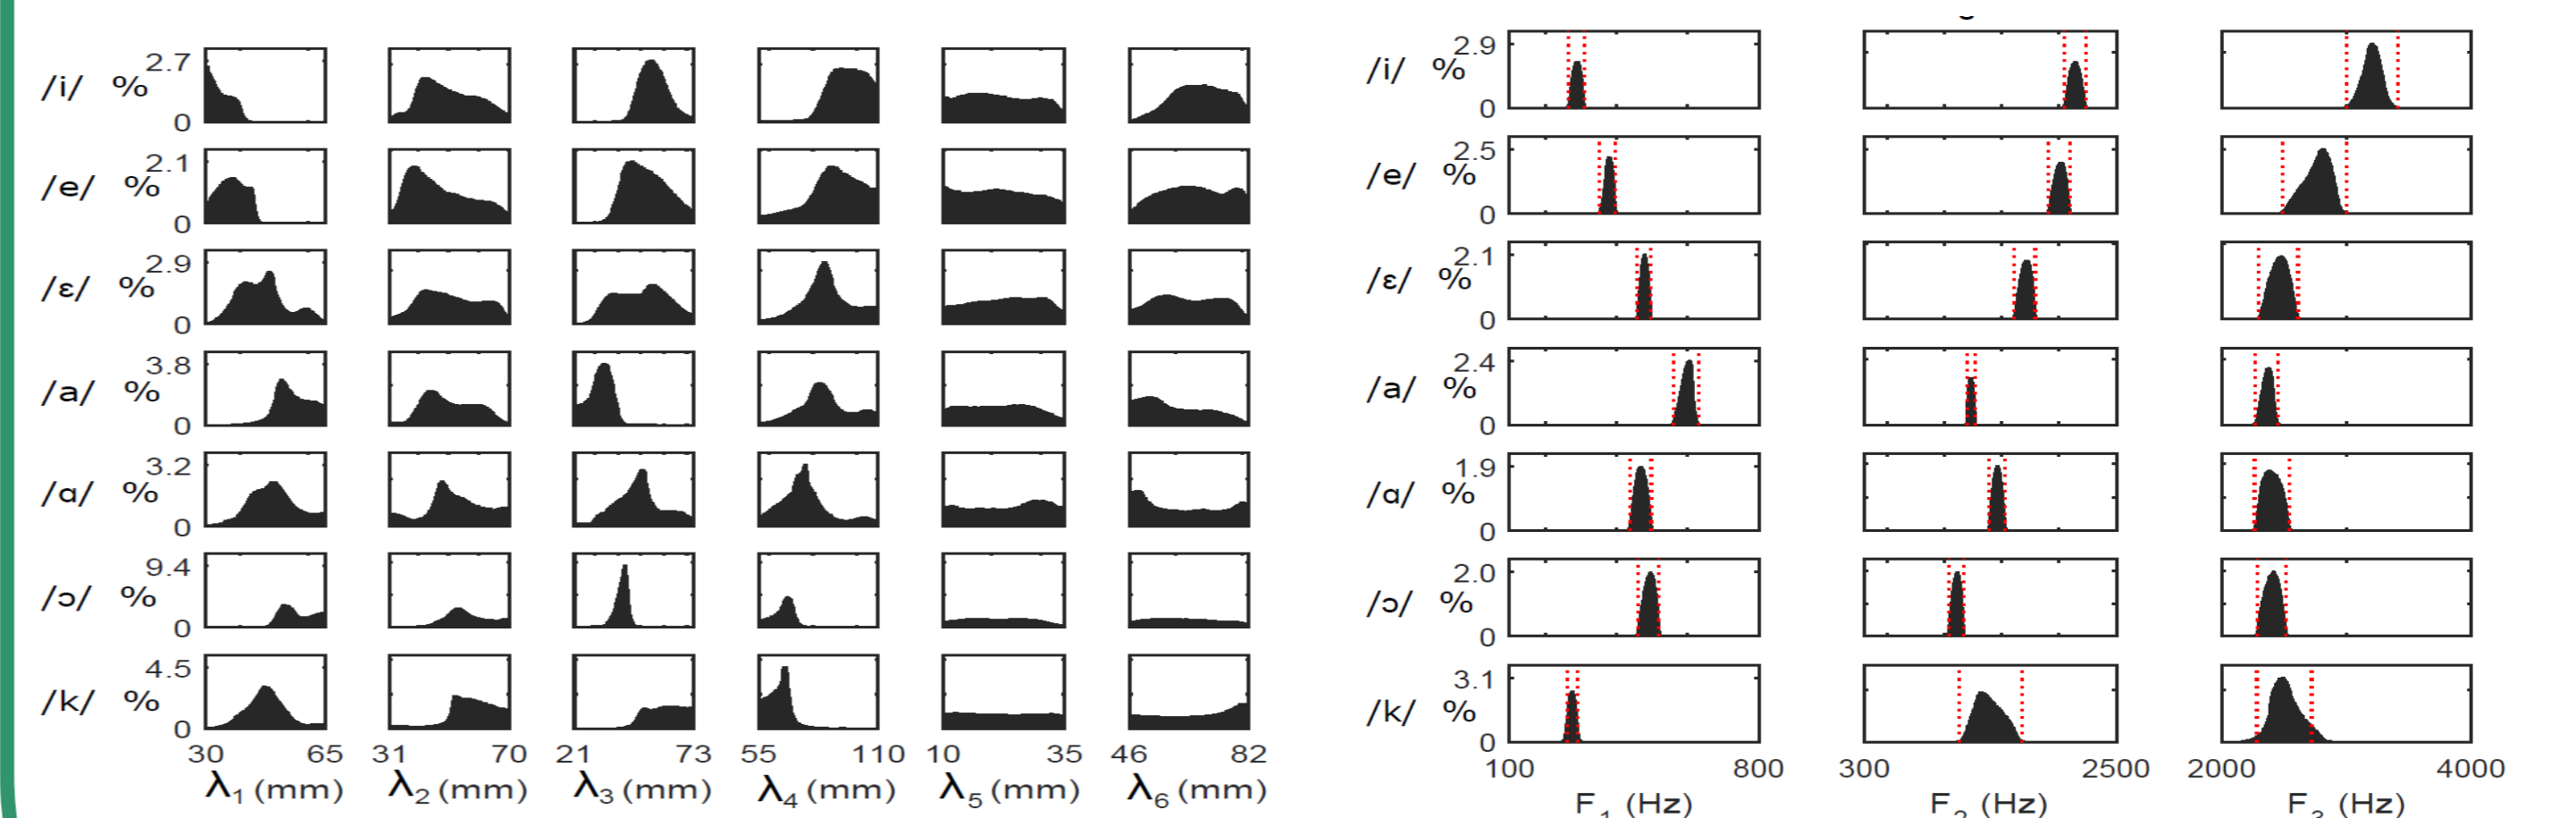 /i/ % 2.7 0
/e/ % 2.1 0
/ɛ/ % 2.9 0
/a/ % 3.8 0
/ɑ/ % 3.2 0
/ɔ/ % 9.4 0
/k/ % 4.5 0
30 65 31 70 21 73 55 110 10 35 46 82
λ1 (mm) λ2 (mm) λ3 (mm) λ4 (mm) λ5 (mm) λ6 (mm)
/i/ % 2.9 0
/e/ % 2.5 0
/ɛ/ % 2.1 0
/a/ % 2.4 0
/ɑ/ % 1.9 0
/ɔ/ % 2.0 0
/k/ % 3.1 0
100 800 300 2500 2000 4000
F1 (Hz) F2 (Hz) F3 (Hz)